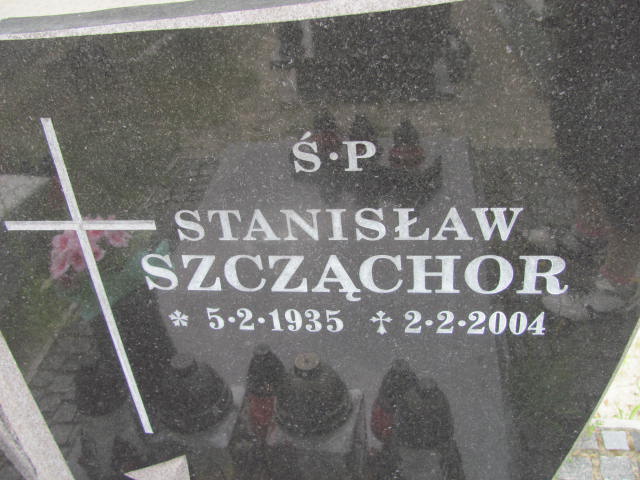 Ś·P
STANISŁAW
SZCZĄCHOR
* 5·2·1935 ✝ 2·2·2004